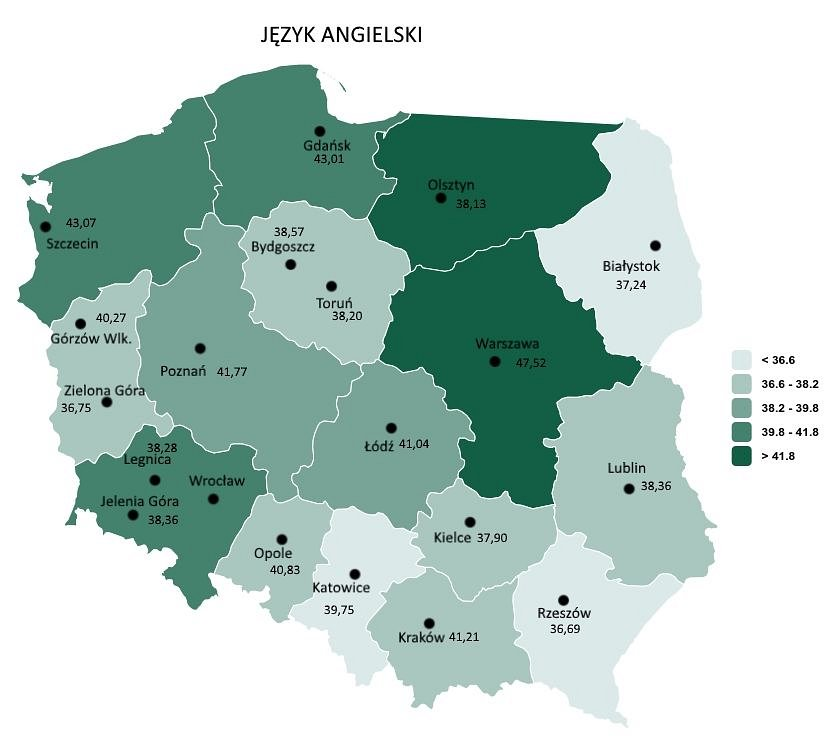 JĘZYK ANGIELSKI
Gdańsk
43,01
Olsztyn
38,13
43,07
Szczecin
38,57
Bydgoszcz
Toruń
38,20
Białystok
37,24
40,27
Górzów Wlk.
Zielona Góra
36,75
Poznań 41,77
Warszawa
47,52
< 36.6
36.6 - 38.2
38.2 - 39.8
39.8 - 41.8
> 41.8
Łódź 41,04
38,28
Legnica
Wrocław
Jelenia Góra
38,36
Lublin
38,36
Opole
40,83
Kielce 37,90
Katowice
39,75
Kraków 41,21
Rzeszów
36,69